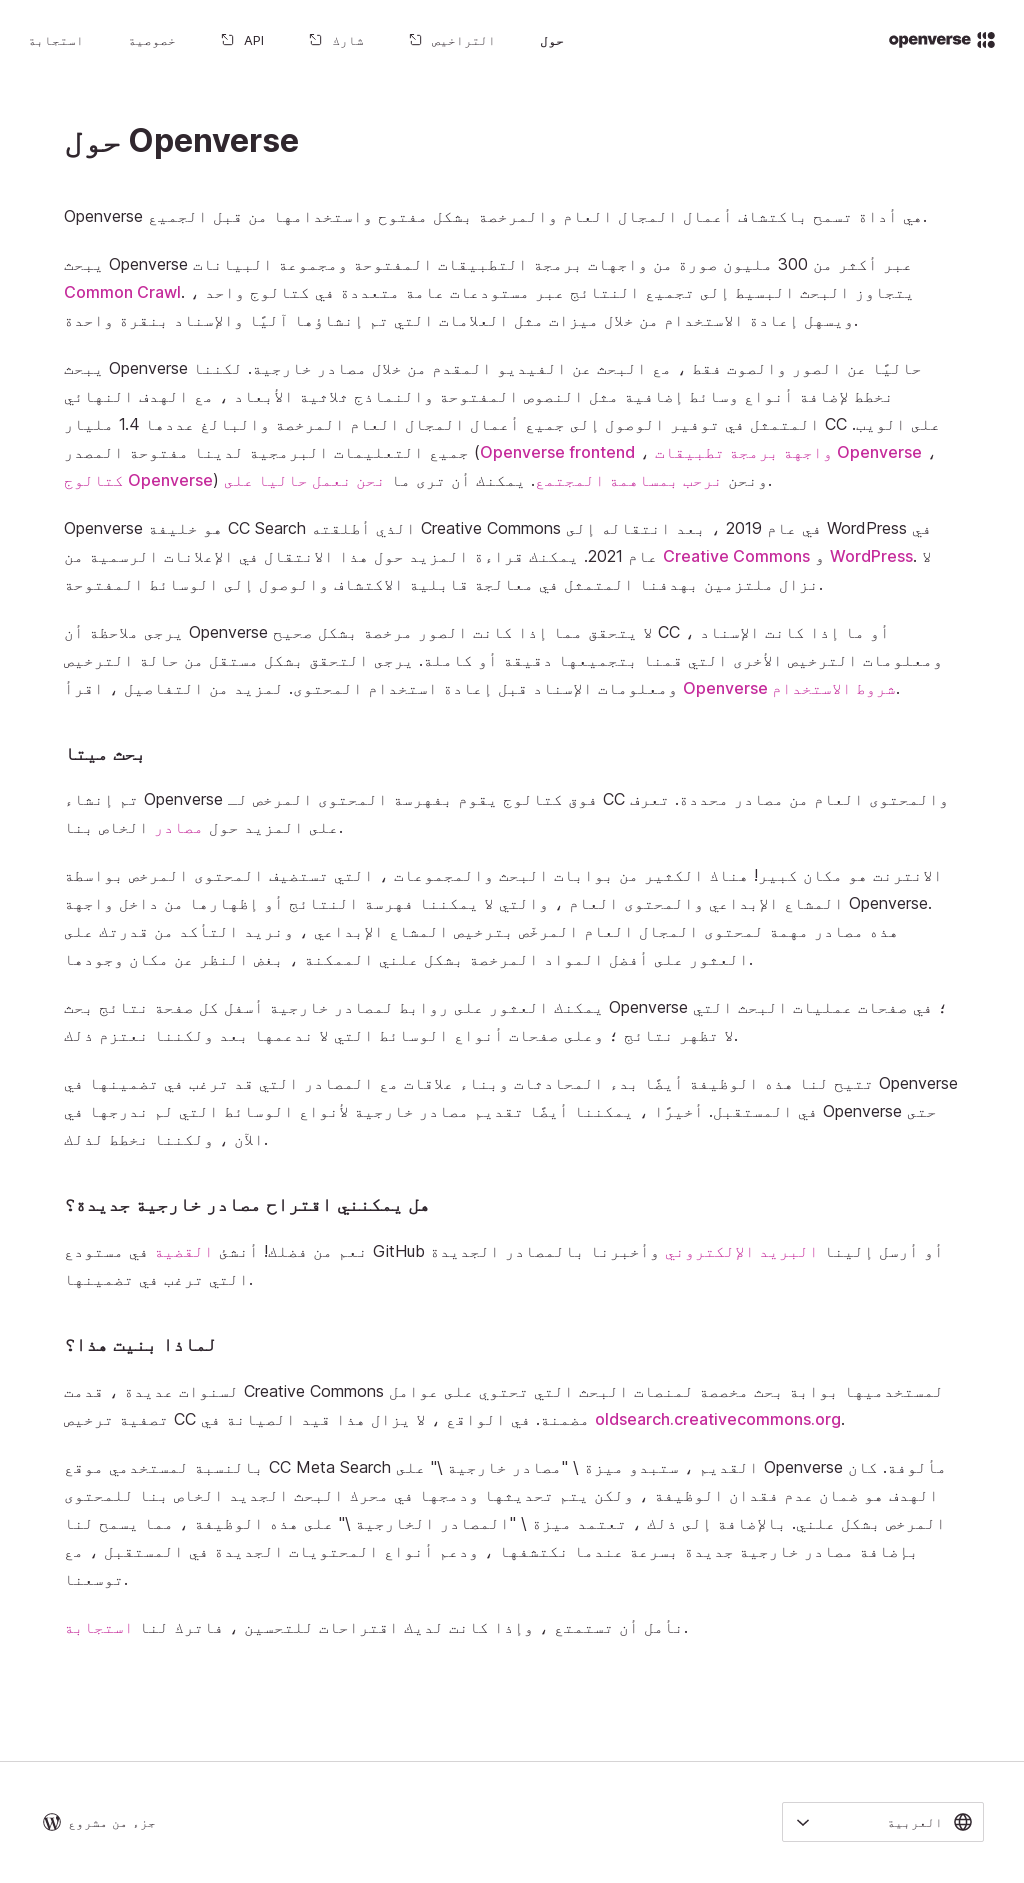 openverse
حول
التراخيص
شارك
API
خصوصية
استجابة
حول Openverse
Openverse هي أداة تسمح باكتشاف أعمال المجال العام والمرخصة بشكل مفتوح واستخدامها من قبل الجميع.
يبحث Openverse عبر أكثر من 300 مليون صورة من واجهات برمجة التطبيقات المفتوحة ومجموعة البيانات
Common Crawl. يتجاوز البحث البسيط إلى تجميع النتائج عبر مستودعات عامة متعددة في كتالوج واحد ،
ويسهل إعادة الاستخدام من خلال ميزات مثل العلامات التي تم إنشاؤها آليًا والإسناد بنقرة واحدة.
يبحث Openverse حاليًا عن الصور والصوت فقط ، مع البحث عن الفيديو المقدم من خلال مصادر خارجية. لكننا
نخطط لإضافة أنواع وسائط إضافية مثل النصوص المفتوحة والنماذج ثلاثية الأبعاد ، مع الهدف النهائي
المتمثل في توفير الوصول إلى جميع أعمال المجال العام المرخصة والبالغ عددها 1.4 مليار CC على الويب.
جميع التعليمات البرمجية لدينا مفتوحة المصدر (Openverse frontend ، واجهة برمجة تطبيقات Openverse ،
كتالوج Openverse) ونحن نرحب بمساهمة المجتمع. يمكنك أن ترى ما نحن نعمل حاليا على.
Openverse هو خليفة CC Search الذي أطلقته Creative Commons في عام 2019 ، بعد انتقاله إلى WordPress في
عام 2021. يمكنك قراءة المزيد حول هذا الانتقال في الإعلانات الرسمية من Creative Commons و WordPress. لا
نزال ملتزمين بهدفنا المتمثل في معالجة قابلية الاكتشاف والوصول إلى الوسائط المفتوحة.
يرجى ملاحظة أن Openverse لا يتحقق مما إذا كانت الصور مرخصة بشكل صحيح CC ، أو ما إذا كانت الإسناد
ومعلومات الترخيص الأخرى التي قمنا بتجميعها دقيقة أو كاملة. يرجى التحقق بشكل مستقل من حالة الترخيص
ومعلومات الإسناد قبل إعادة استخدام المحتوى. لمزيد من التفاصيل ، اقرأ شروط الاستخدام Openverse.
بحث ميتا
تم إنشاء Openverse فوق كتالوج يقوم بفهرسة المحتوى المرخص لـ CC والمحتوى العام من مصادر محددة. تعرف
على المزيد حول مصادر الخاص بنا.
الانترنت هو مكان كبير! هناك الكثير من بوابات البحث والمجموعات ، التي تستضيف المحتوى المرخص بواسطة
المشاع الإبداعي والمحتوى العام ، والتي لا يمكننا فهرسة النتائج أو إظهارها من داخل واجهة Openverse.
هذه مصادر مهمة لمحتوى المجال العام المرخّص بترخيص المشاع الإبداعي ، ونريد التأكد من قدرتك على
العثور على أفضل المواد المرخصة بشكل علني الممكنة ، بغض النظر عن مكان وجودها.
يمكنك العثور على روابط لمصادر خارجية أسفل كل صفحة نتائج بحث Openverse ؛ في صفحات عمليات البحث التي
لا تظهر نتائج ؛ وعلى صفحات أنواع الوسائط التي لا ندعمها بعد ولكننا نعتزم ذلك.
تتيح لنا هذه الوظيفة أيضًا بدء المحادثات وبناء علاقات مع المصادر التي قد ترغب في تضمينها في Openverse
في المستقبل. أخيرًا ، يمكننا أيضًا تقديم مصادر خارجية لأنواع الوسائط التي لم ندرجها في Openverse حتى
الآن ، ولكننا نخطط لذلك.
هل يمكنني اقتراح مصادر خارجية جديدة؟
نعم من فضلك! أنشئ القضية في مستودع GitHub أو أرسل إلينا البريد الإلكتروني وأخبرنا بالمصادر الجديدة
التي ترغب في تضمينها.
لماذا بنيت هذا؟
لسنوات عديدة ، قدمت Creative Commons لمستخدميها بوابة بحث مخصصة لمنصات البحث التي تحتوي على عوامل
تصفية ترخيص CC مضمنة. في الواقع ، لا يزال هذا قيد الصيانة في oldsearch.creativecommons.org.
بالنسبة لمستخدمي موقع CC Meta Search القديم ، ستبدو ميزة \ "مصادر خارجية \" على Openverse مألوفة. كان
الهدف هو ضمان عدم فقدان الوظيفة ، ولكن يتم تحديثها ودمجها في محرك البحث الجديد الخاص بنا للمحتوى
المرخص بشكل علني. بالإضافة إلى ذلك ، تعتمد ميزة \ "المصادر الخارجية \" على هذه الوظيفة ، مما يسمح لنا
بإضافة مصادر خارجية جديدة بسرعة عندما نكتشفها ، ودعم أنواع المحتويات الجديدة في المستقبل ، مع
توسعنا.
نأمل أن تستمتع ، وإذا كانت لديك اقتراحات للتحسين ، فاترك لنا استجابة.
العربية
جزء من مشروع